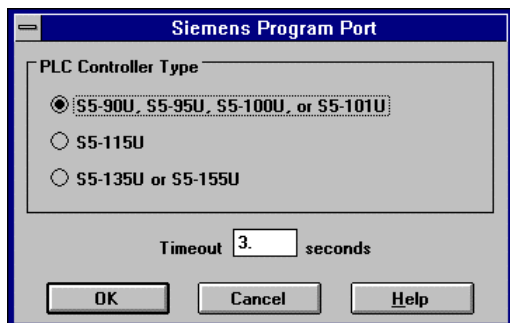 Siemens Program Port
PLC Controller Type
S5-90U, S5-95U, S5-100U, or S5-101U
S5-115U
S5-135U or S5-155U
Timeout 3. seconds
OK Cancel Help